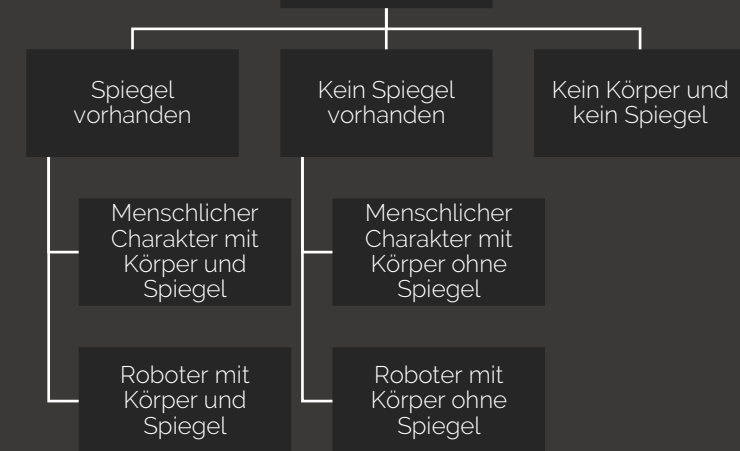 Spiegel
vorhanden
Kein Spiegel
vorhanden
Kein Körper und
kein Spiegel
Menschlicher
Charakter mit
Körper und
Spiegel
Menschlicher
Charakter mit
Körper ohne
Spiegel
Roboter mit
Körper und
Spiegel
Roboter mit
Körper ohne
Spiegel